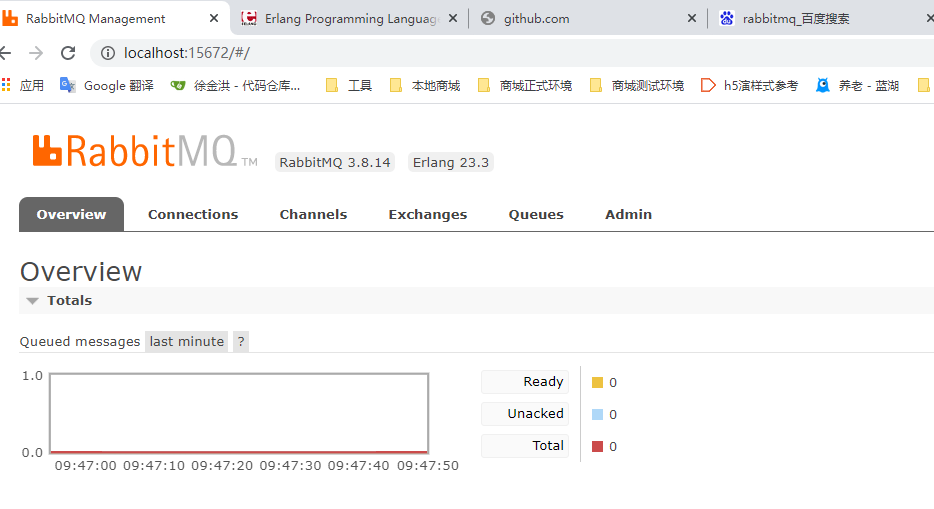 RabbitMQ Management
Erlang Programming Language
github.com
rabbitmq_百度搜索
localhost:15672/#/
应用 Google 翻译 徐金洪 - 代码仓库... 工具 本地商城 商城正式环境 商城测试环境 h5演样式参考 养老 - 蓝湖
RabbitMQ TM RabbitMQ 3.8.14 Erlang 23.3
Overview Connections Channels Exchanges Queues Admin
Overview
Totals
Queued messages last minute ?
1.0
0.0
09:47:00 09:47:10 09:47:20 09:47:30 09:47:40 09:47:50
Ready 0
Unacked 0
Total 0